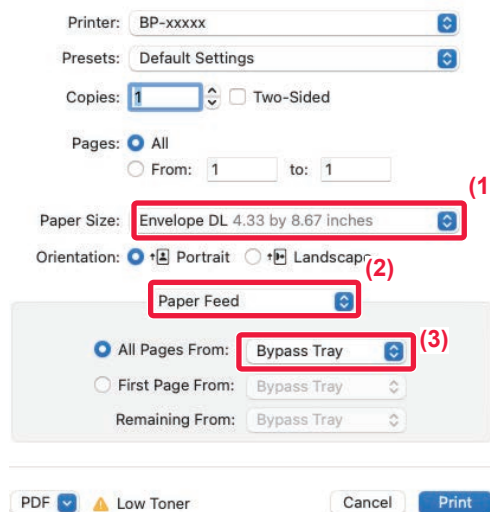 Printer: BP-xxxxx
Presets: Default Settings
Copies: 1 Two-Sided
Pages: All
From: 1 to: 1
(1
Paper Size: Envelope DL 4.33 by 8.67 inches
Orientation: Portrait Landscape
(2)
Paper Feed
All Pages From: Bypass Tray (3)
First Page From: Bypass Tray
Remaining From: Bypass Tray
PDF Low Toner Cancel Print